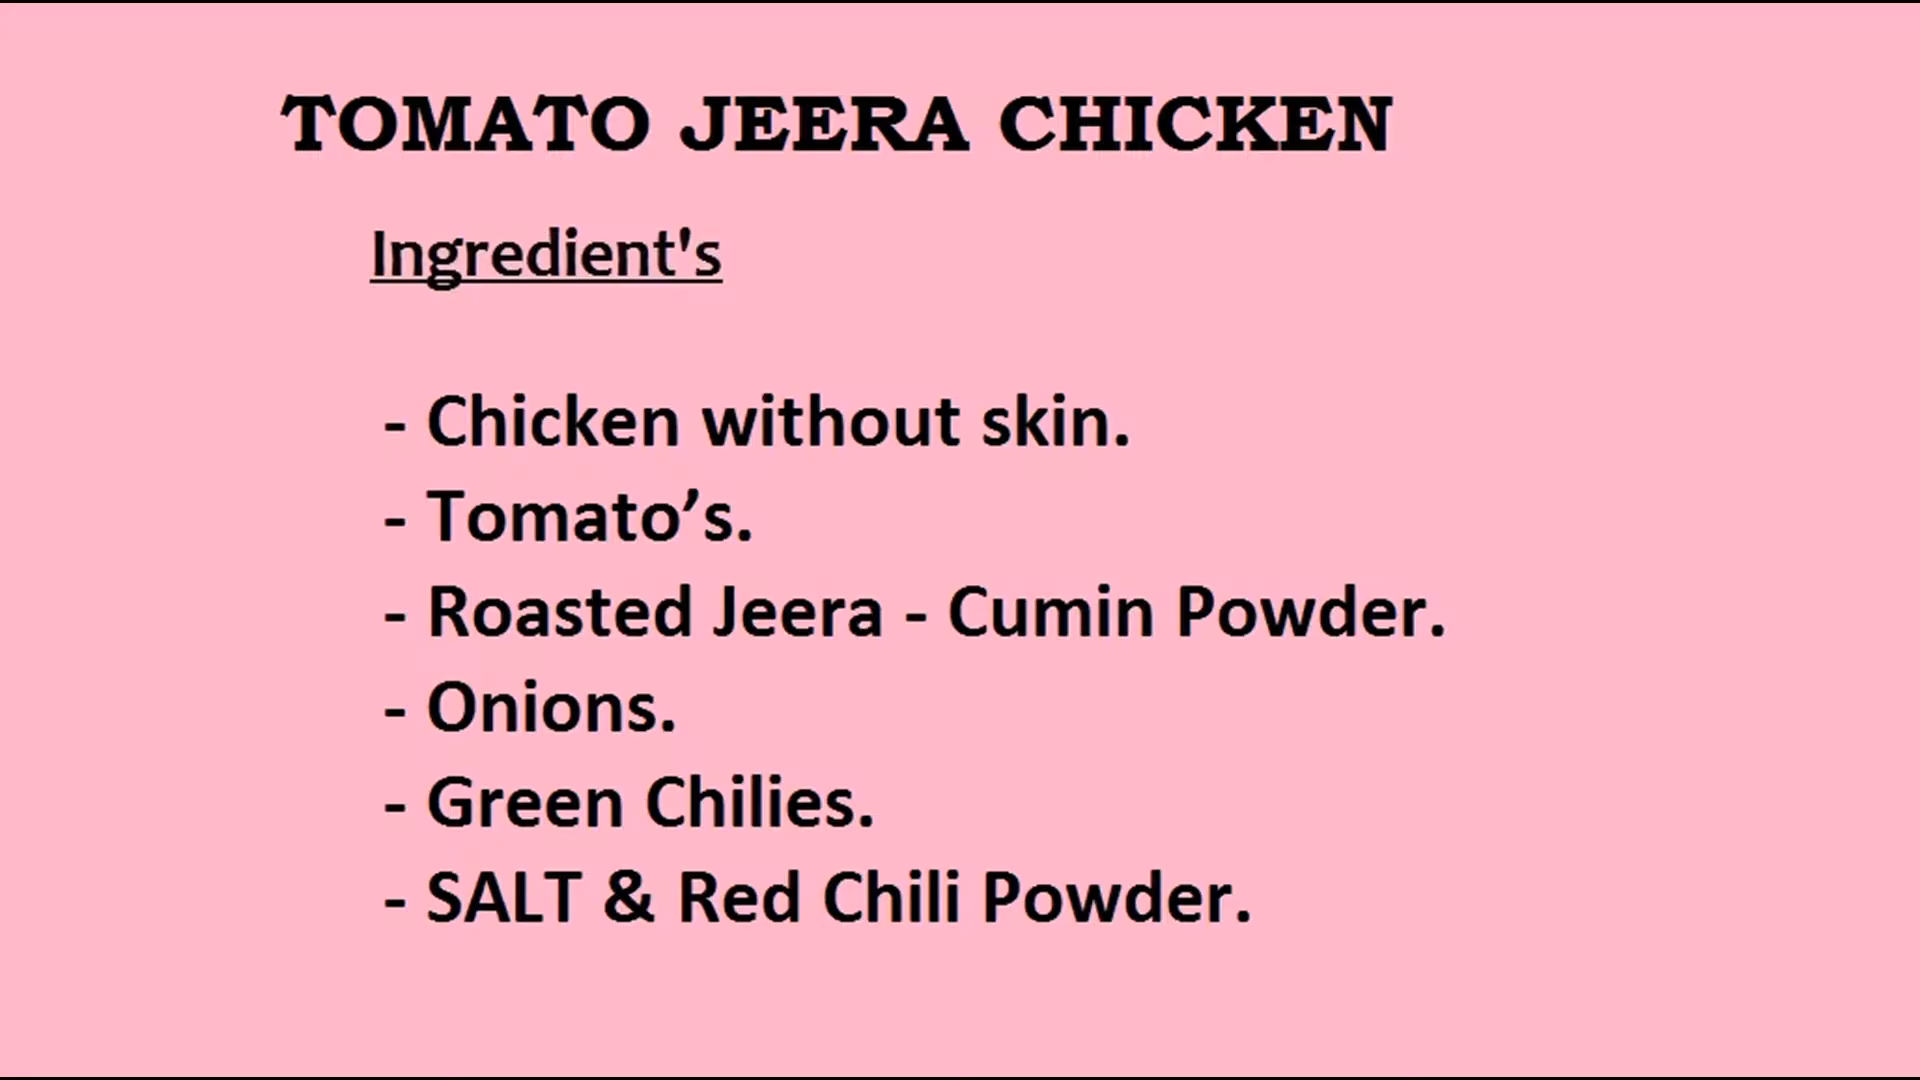 TOMATO JEERA CHICKEN
Ingredient's
- Chicken without skin.
- Tomato’s.
- Roasted Jeera - Cumin Powder.
- Onions.
- Green Chilies.
- SALT & Red Chili Powder.